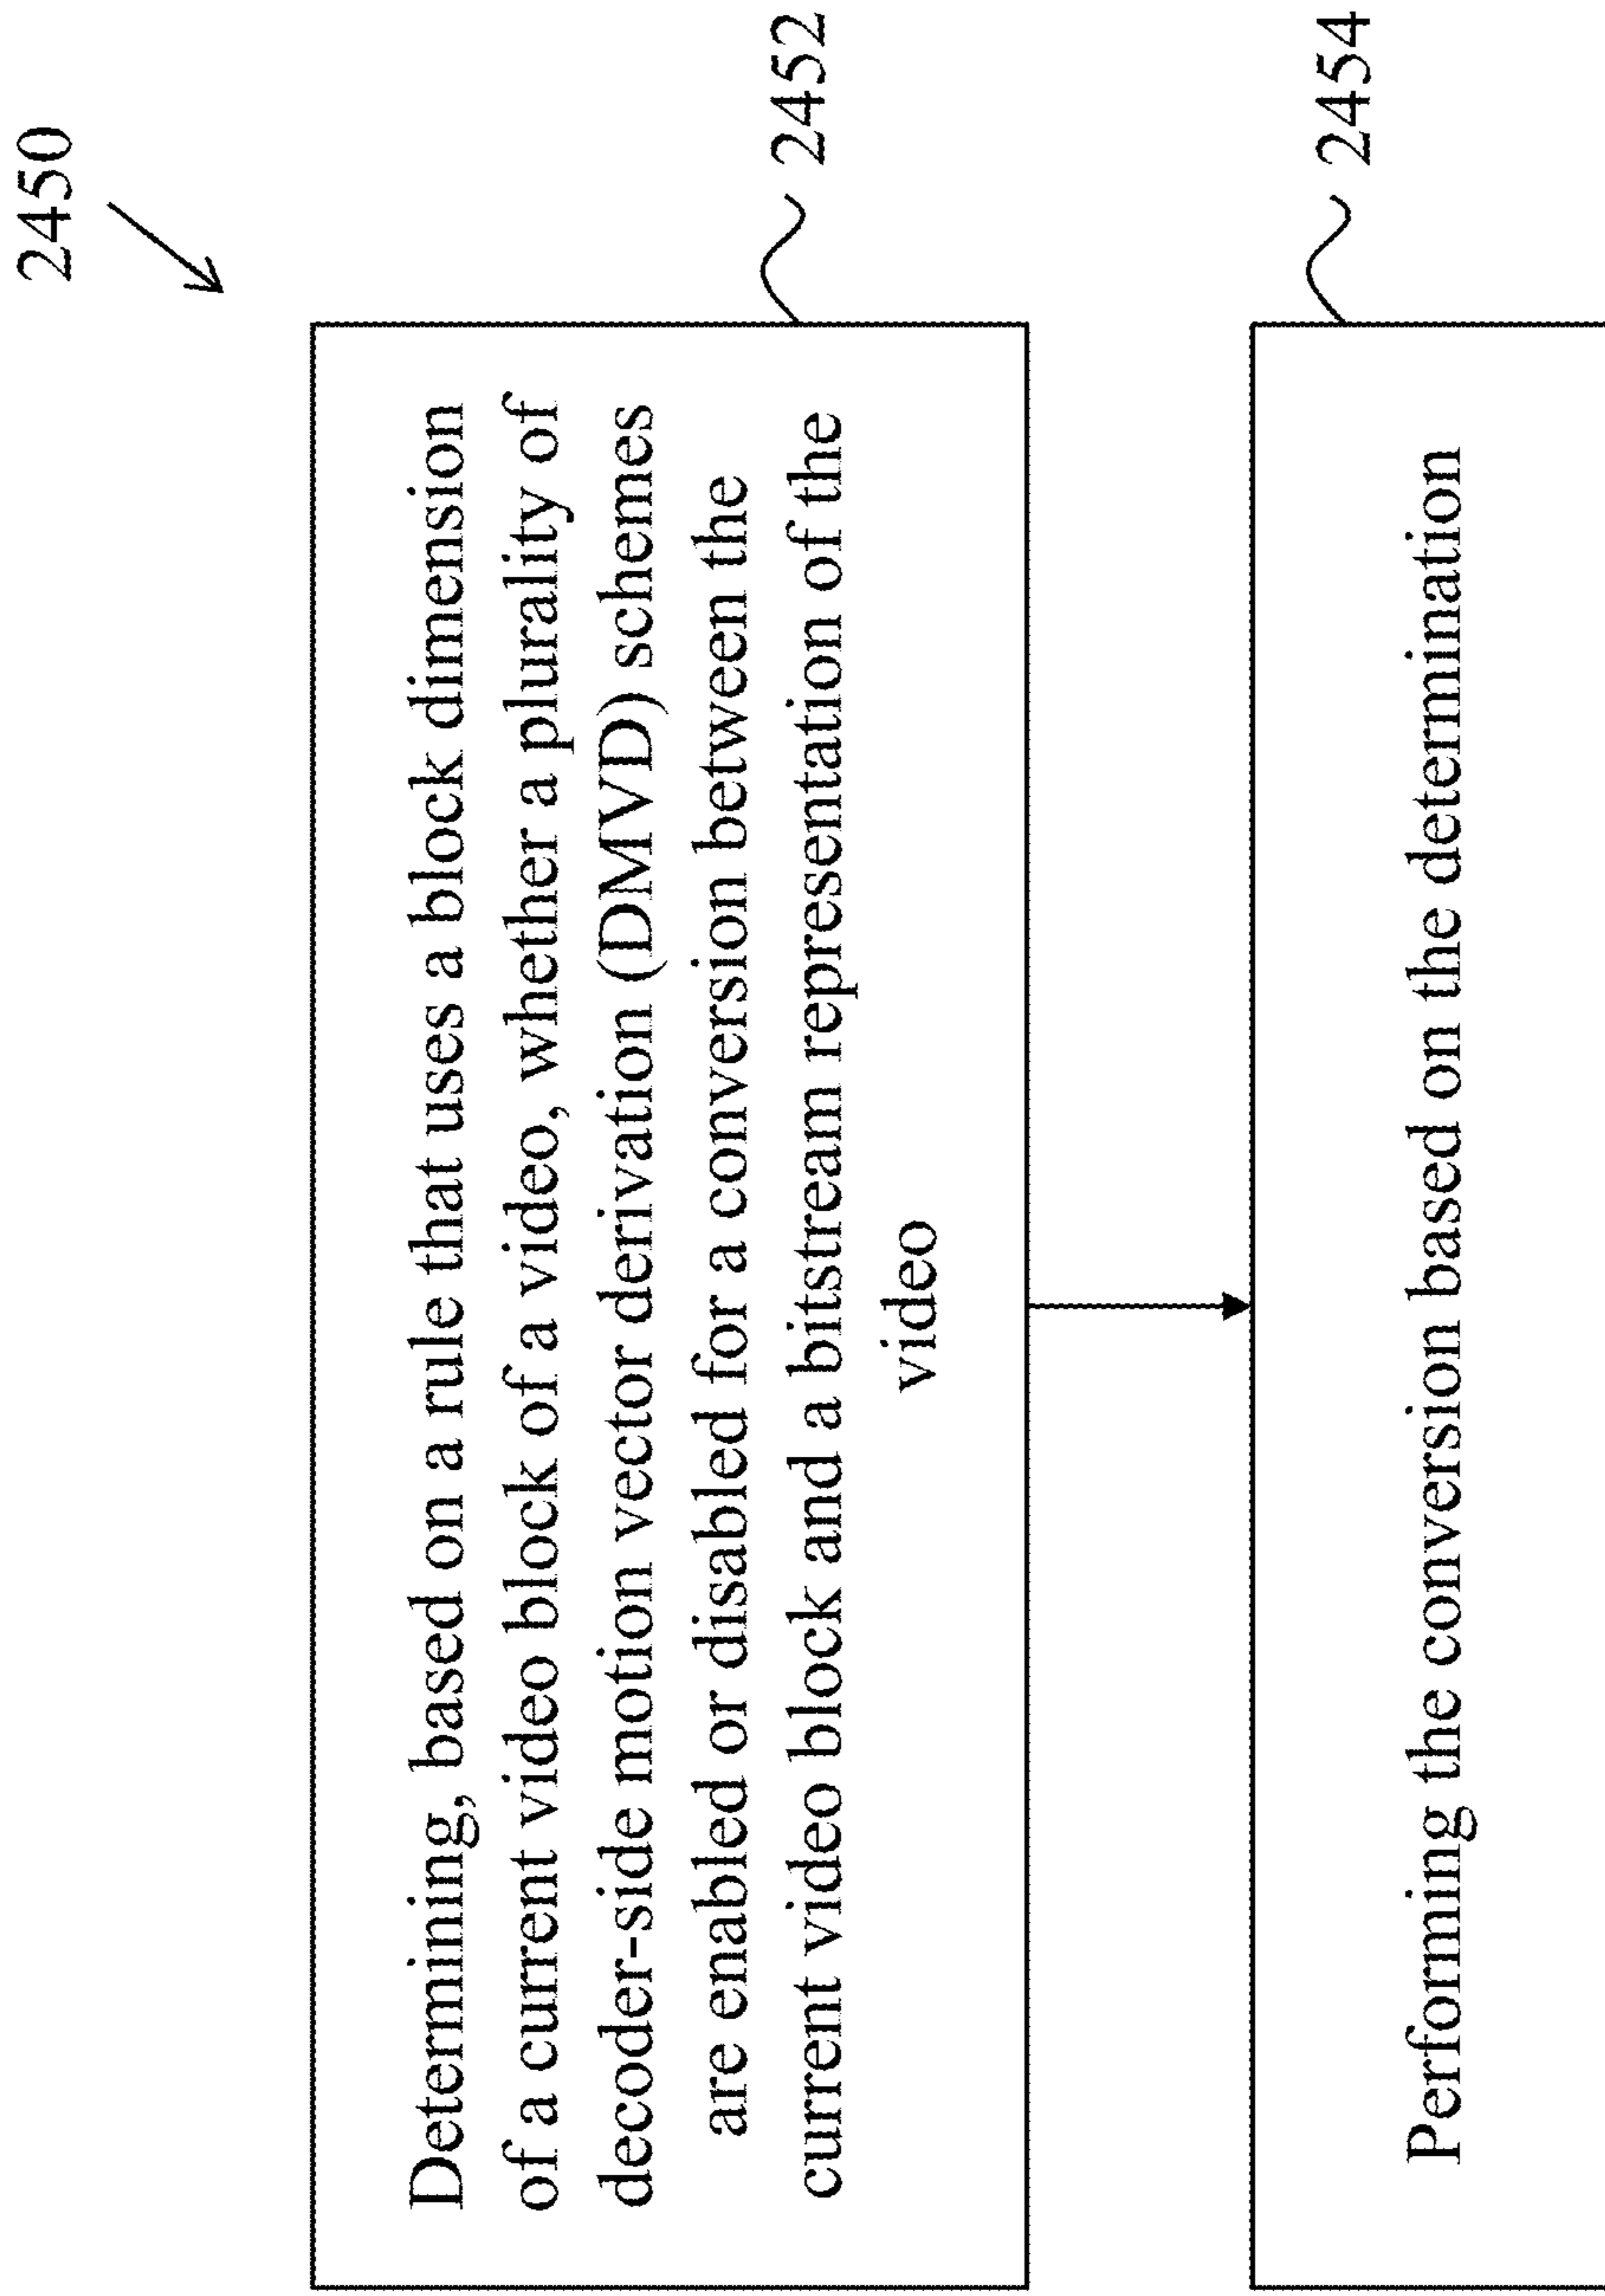 2450
Determining, based on a rule that uses a block dimension
of a current video block of a video, whether a plurality of
decoder-side motion vector derivation (DMVD) schemes
are enabled or disabled for a conversion between the
current video block and a bitstream representation of the
video
2452
Performing the conversion based on the determination
2454